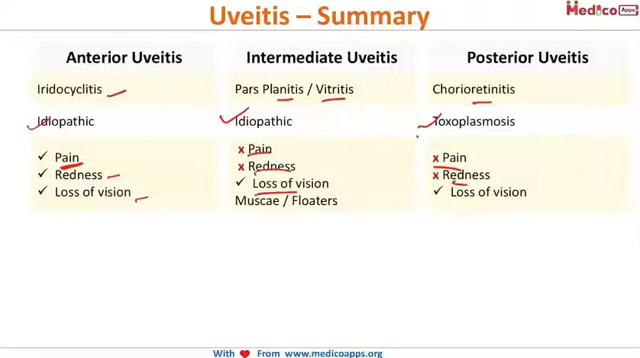 Uveitis – Summary
Medico Apps
Anterior Uveitis
Intermediate Uveitis
Posterior Uveitis
Iridocyclitis
Pars Planitis / Vitritis
Chorioretinitis
Idiopathic
Idiopathic
Toxoplasmosis
✓ Pain
✓ Redness
✓ Loss of vision
x Pain
x Redness
✓ Loss of vision
Muscae / Floaters
x Pain
x Redness
✓ Loss of vision
With ❤ From www.medicoapps.org